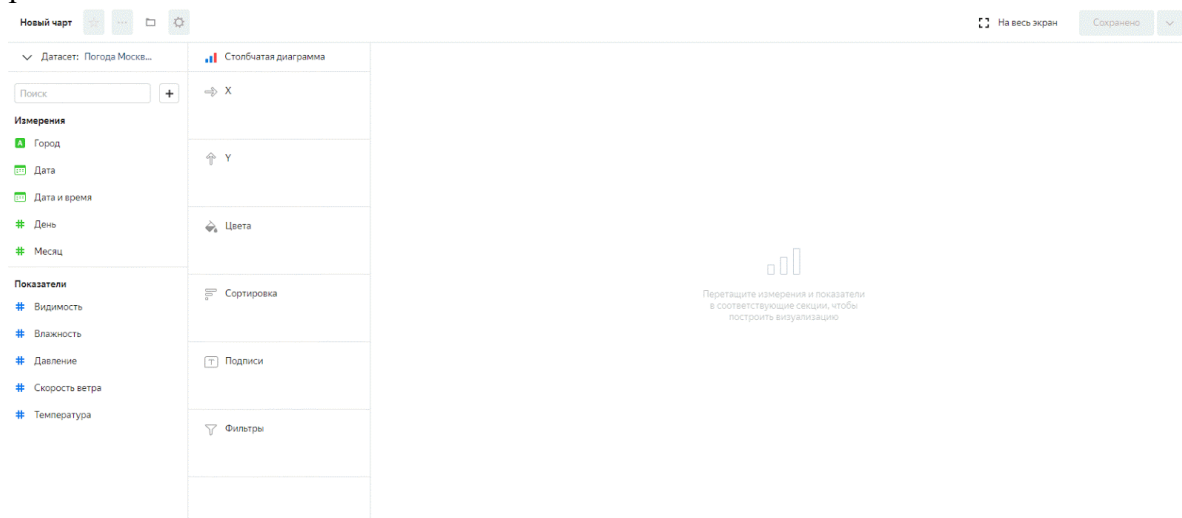 Новый чарт
На весь экран
Сохранено
Датасет: Погода Москв...
Столбчатая диаграмма
Поиск
+
X
Измерения
A Город
Y
Дата
Дата и время
# День
Цвета
# Месяц
Показатели
Сортировка
# Видимость
# Влажность
# Давление
T Подписи
# Скорость ветра
# Температура
Фильтры
Перетащите измерения и показатели
в соответствующие секции, чтобы
построить визуализацию